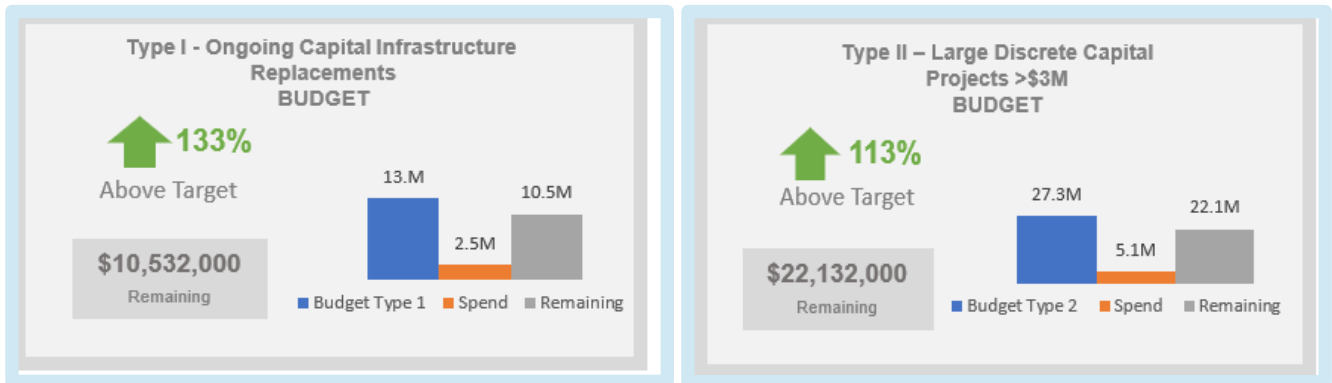 Type I - Ongoing Capital Infrastructure
Replacements
BUDGET
133%
Above Target
$10,532,000
Remaining
13.M
2.5M
10.5M
Budget Type 1 Spend Remaining
Type II – Large Discrete Capital
Projects >$3M
BUDGET
113%
Above Target
$22,132,000
Remaining
27.3M
5.1M
22.1M
Budget Type 2 Spend Remaining